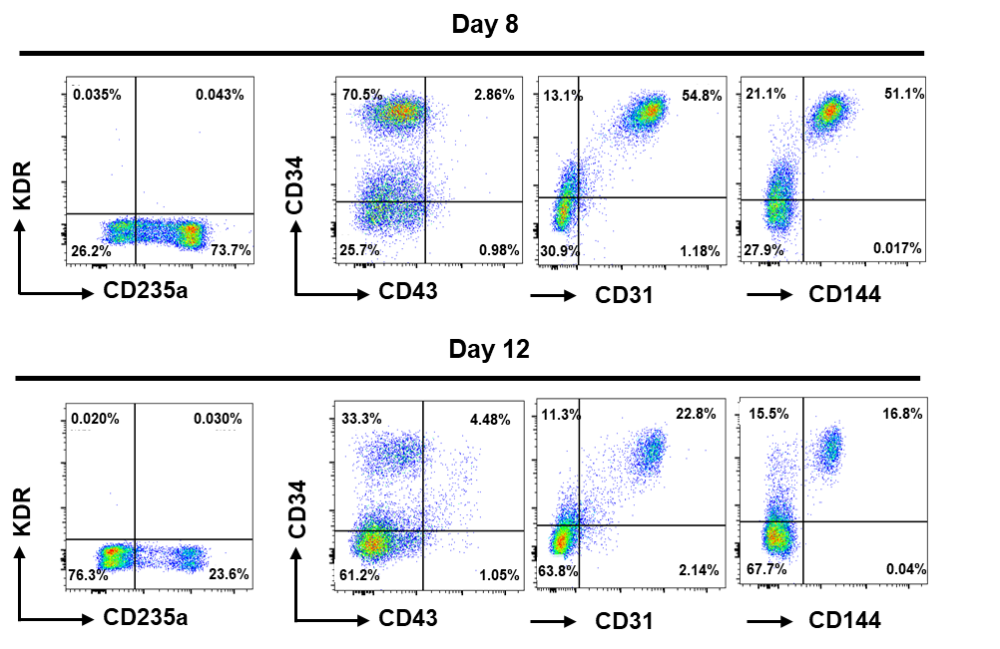 Day 8
0.035% 0.043%
26.2% 73.7%
KDR
CD235a
70.5% 2.86%
25.7% 0.98%
CD34
CD43
13.1% 54.8%
30.9% 1.18%
CD31
21.1% 51.1%
27.9% 0.017%
CD144
Day 12
0.020% 0.030%
76.3% 23.6%
KDR
CD235a
33.3% 4.48%
61.2% 1.05%
CD34
CD43
11.3% 22.8%
63.8% 2.14%
CD31
15.5% 16.8%
67.7% 0.04%
CD144